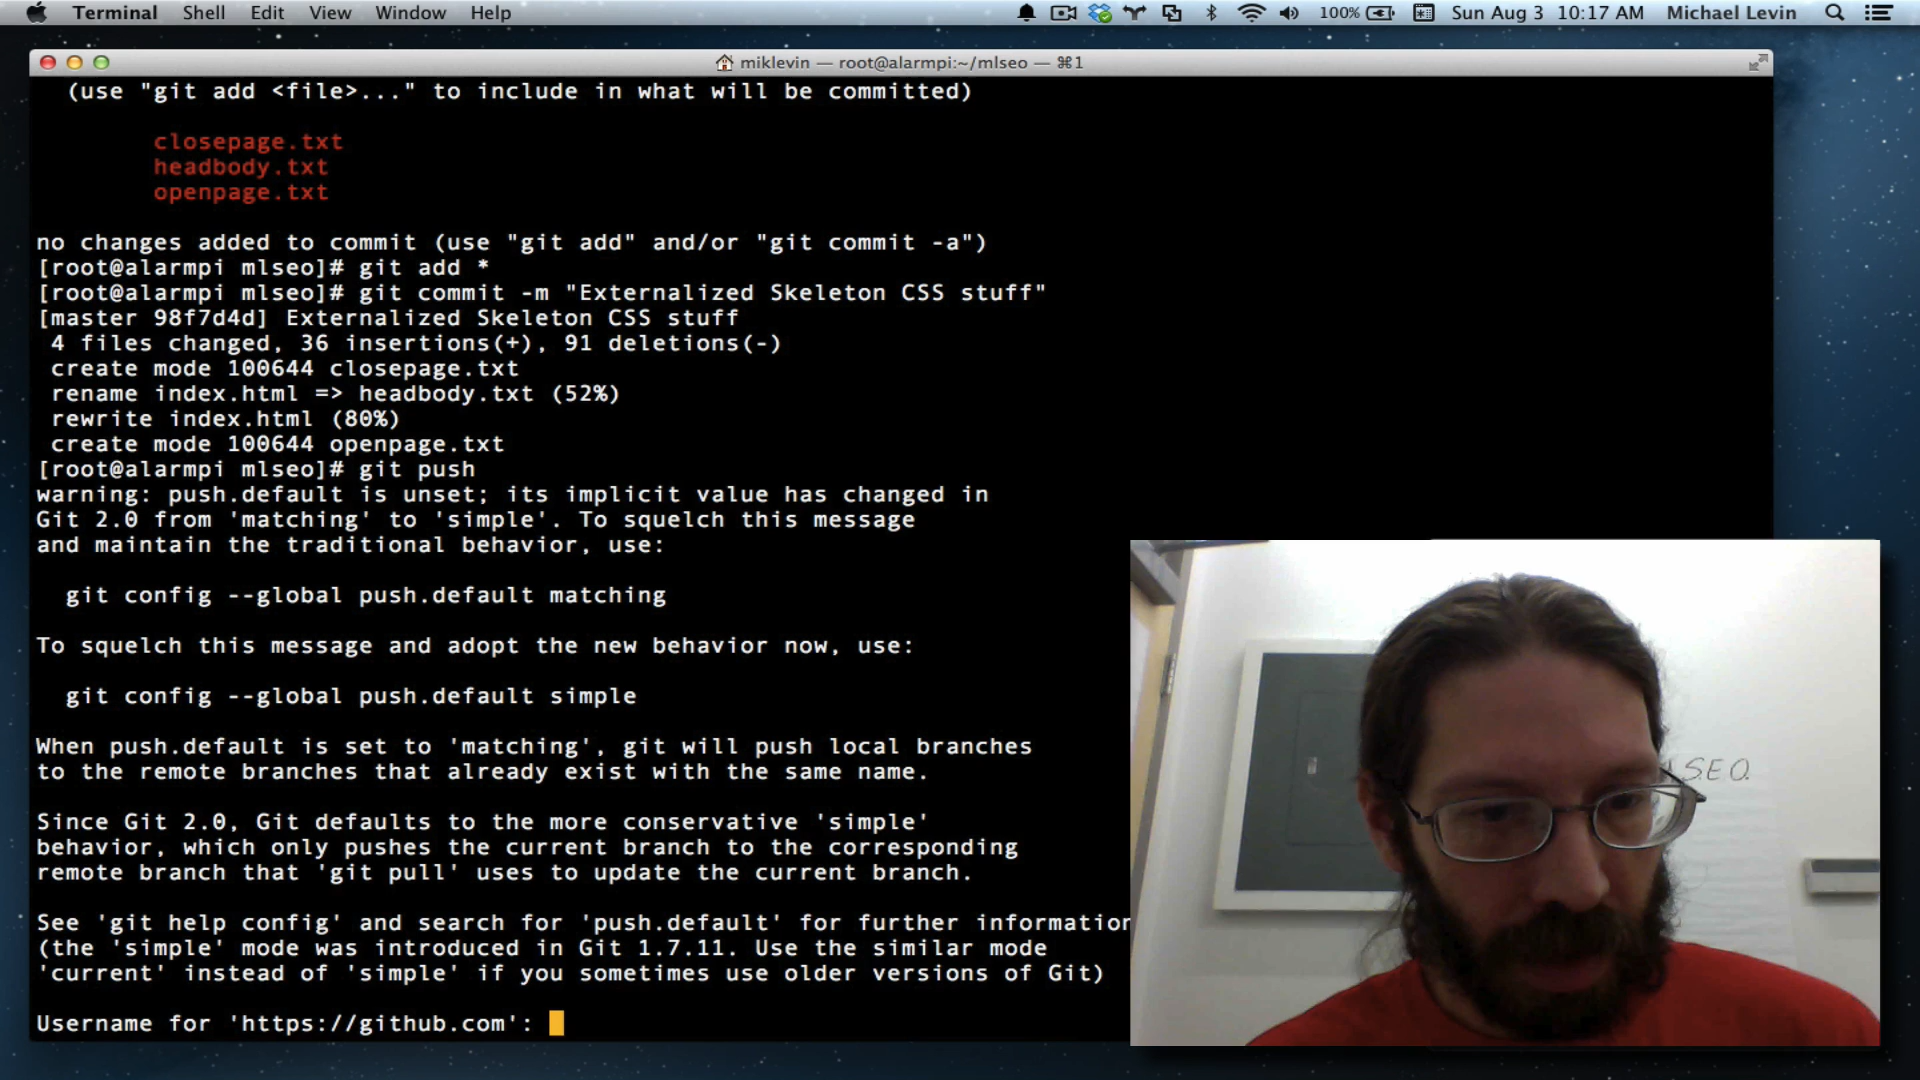 Terminal Shell Edit View Window Help 100% Sun Aug 3 10:17 AM Michael Levin
miklevin — root@alarmpi:~/mlseo — ⌘1
(use "git add <file>..." to include in what will be committed)
closepage.txt
headbody.txt
openpage.txt
no changes added to commit (use "git add" and/or "git commit -a")
[root@alarmpi mlseo]# git add *
[root@alarmpi mlseo]# git commit -m "Externalized Skeleton CSS stuff"
[master 98f7d4d] Externalized Skeleton CSS stuff
4 files changed, 36 insertions(+), 91 deletions(-)
create mode 100644 closepage.txt
rename index.html => headbody.txt (52%)
rewrite index.html (80%)
create mode 100644 openpage.txt
[root@alarmpi mlseo]# git push
warning: push.default is unset; its implicit value has changed in
Git 2.0 from 'matching' to 'simple'. To squelch this message
and maintain the traditional behavior, use:
git config --global push.default matching
To squelch this message and adopt the new behavior now, use:
git config --global push.default simple
When push.default is set to 'matching', git will push local branches
to the remote branches that already exist with the same name.
Since Git 2.0, Git defaults to the more conservative 'simple'
behavior, which only pushes the current branch to the corresponding
remote branch that 'git pull' uses to update the current branch.
See 'git help config' and search for 'push.default' for further information
(the 'simple' mode was introduced in Git 1.7.11. Use the similar mode
'current' instead of 'simple' if you sometimes use older versions of Git)
Username for 'https://github.com':
S.E.O.